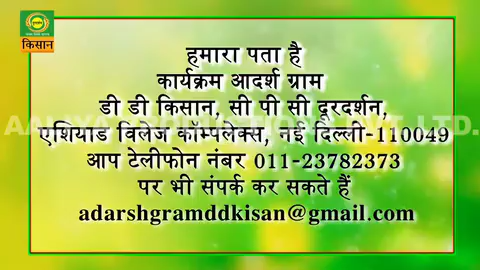 किसान
हमारा पता है
कार्यक्रम आदर्श ग्राम
डी डी किसान, सी पी सी दूरदर्शन,
एशियाड विलेज कॉम्पलेक्स, नई दिल्ली-110049
आप टेलीफोन नंबर 011-23782373
पर भी संपर्क कर सकते हैं
adarshgramddkisan@gmail.com